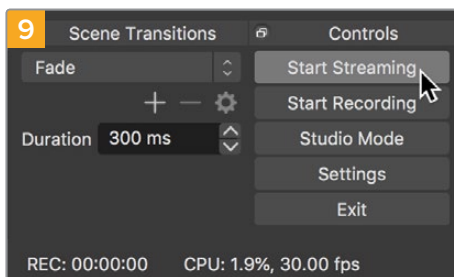 9
Scene Transitions
Controls
Fade
Start Streaming
Start Recording
Duration 300 ms
Studio Mode
Settings
Exit
REC: 00:00:00 CPU: 1.9%, 30.00 fps